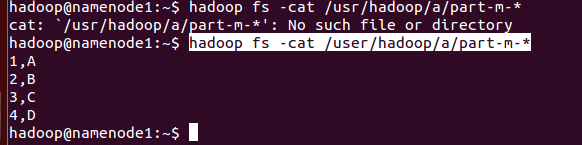 hadoop@namenode1:~$ hadoop fs -cat /usr/hadoop/a/part-m-*
cat: `/usr/hadoop/a/part-m-*': No such file or directory
hadoop@namenode1:~$ hadoop fs -cat /user/hadoop/a/part-m-*
1,A
2,B
3,C
4,D
hadoop@namenode1:~$